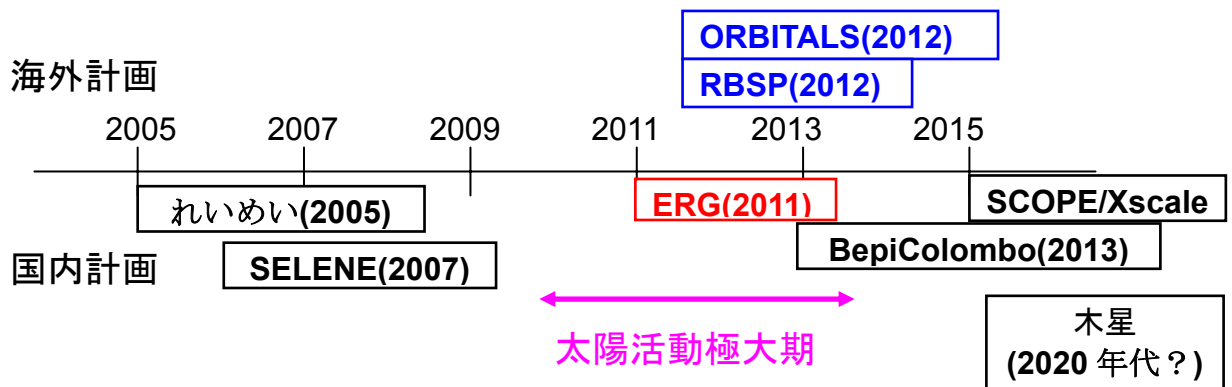 ORBITALS(2012)
海外計画
RBSP(2012)
2005 2007 2009 2011 2013 2015
れいめい(2005)
ERG(2011)
SCOPE/Xscale
国内計画
SELENE(2007)
BepiColombo(2013)
太陽活動極大期
木星
(2020 年代？)